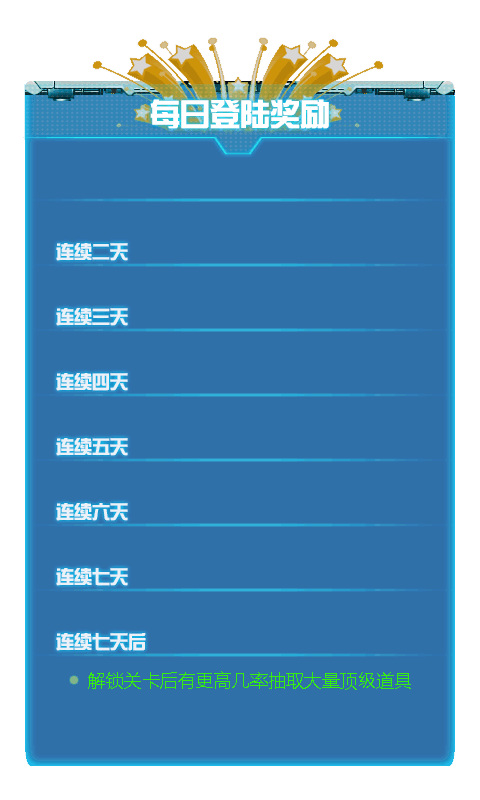 每日登陆奖励
连续二天
连续三天
连续四天
连续五天
连续六天
连续七天
连续七天后
解锁关卡后有更高几率抽取大量顶级道具